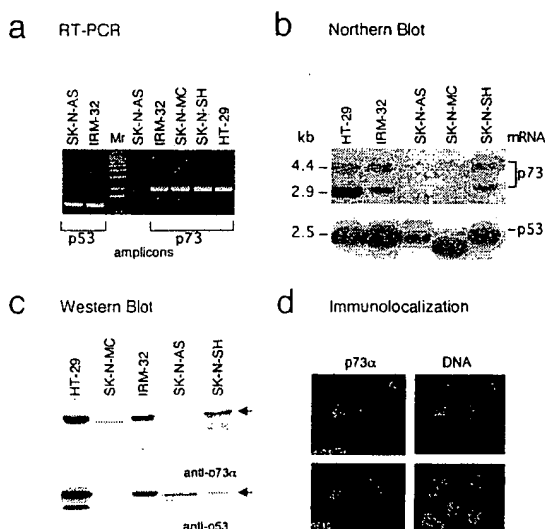 a RT-PCR
SK-N-AS
IRM-32
Mr
SK-N-AS
IRM-32
SK-N-MC
SK-N-SH
HT-29
p53
p73
amplicons
b Northern Blot
kb
HT-29
IRM-32
SK-N-AS
SK-N-MC
SK-N-SH
mRNA
4.4
p73
2.9
2.5
p53
c Western Blot
HT-29
SK-N-MC
IRM-32
SK-N-AS
SK-N-SH
anti-p73α
anti-p53
d Immunolocalization
p73α
DNA